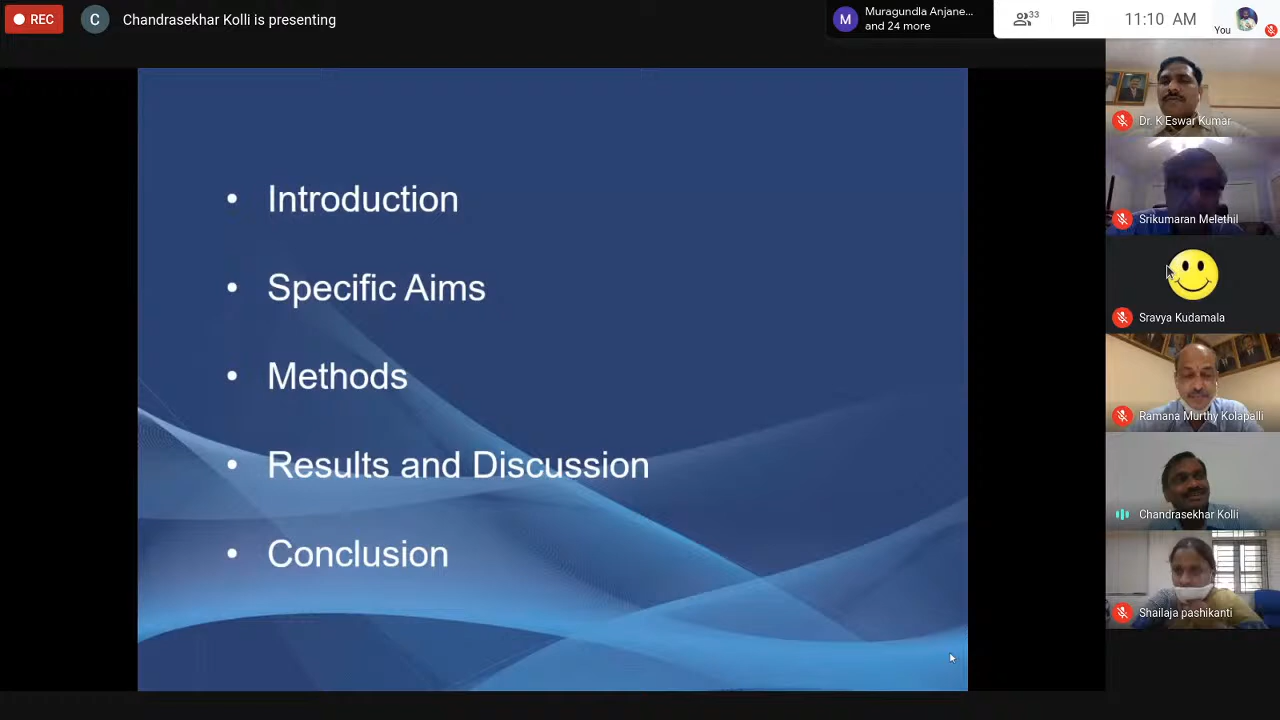 REC
C
Chandrasekhar Kolli is presenting
M
Muragundla Anjane...
and 24 more
33
11:10 AM
You
• Introduction
• Specific Aims
• Methods
• Results and Discussion
• Conclusion
Dr. K Eswar Kumar
Srikumaran Melethil
Sravya Kudamala
Ramana Murthy Kolapalli
Chandrasekhar Kolli
Shailaja pashikanti